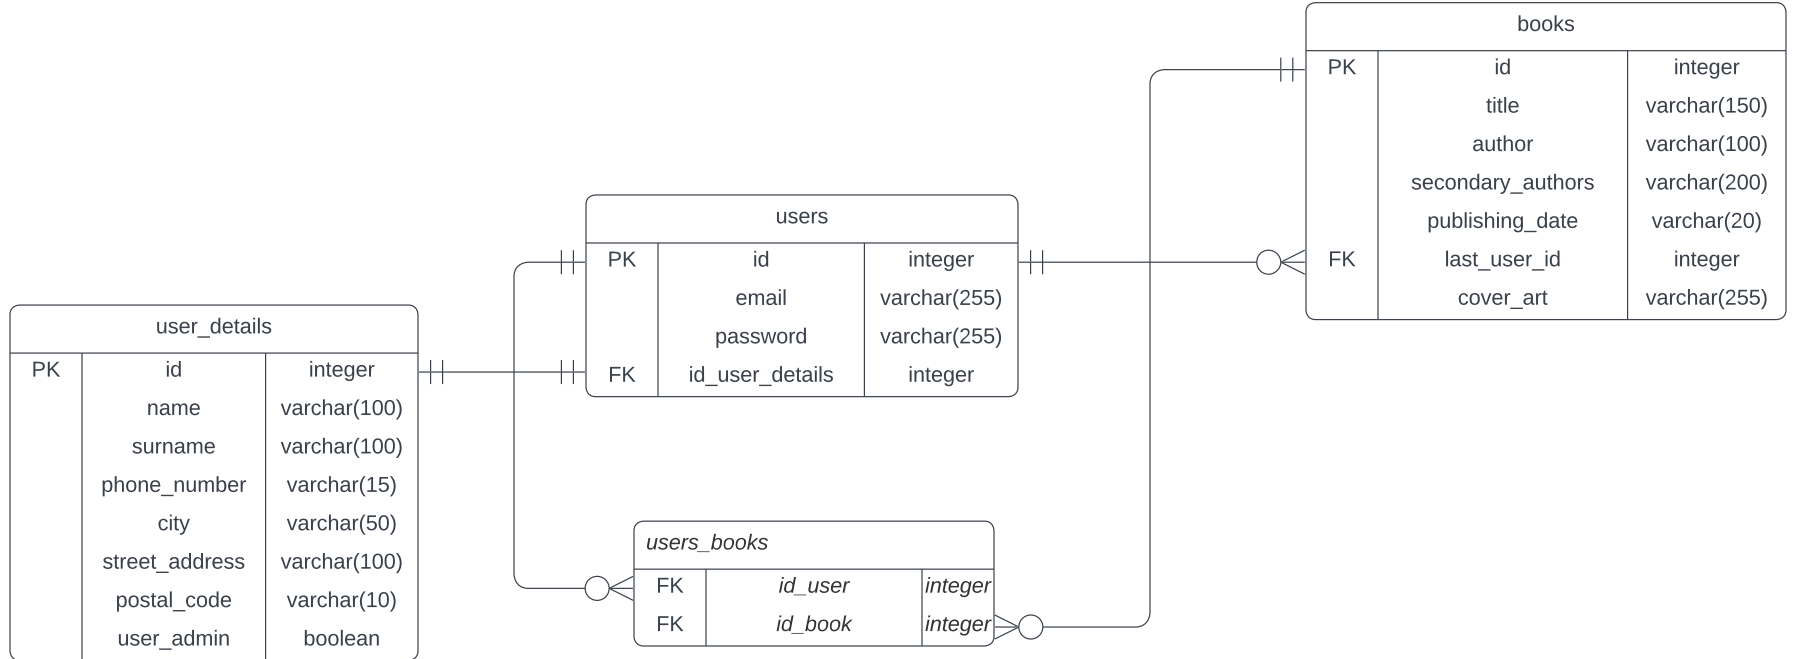 books
PK id integer
title varchar(150)
author varchar(100)
secondary_authors varchar(200)
publishing_date varchar(20)
FK last_user_id integer
cover_art varchar(255)
users
PK id integer
email varchar(255)
password varchar(255)
FK id_user_details integer
user_details
PK id integer
name varchar(100)
surname varchar(100)
phone_number varchar(15)
city varchar(50)
street_address varchar(100)
postal_code varchar(10)
user_admin boolean
users_books
FK id_user integer
FK id_book integer